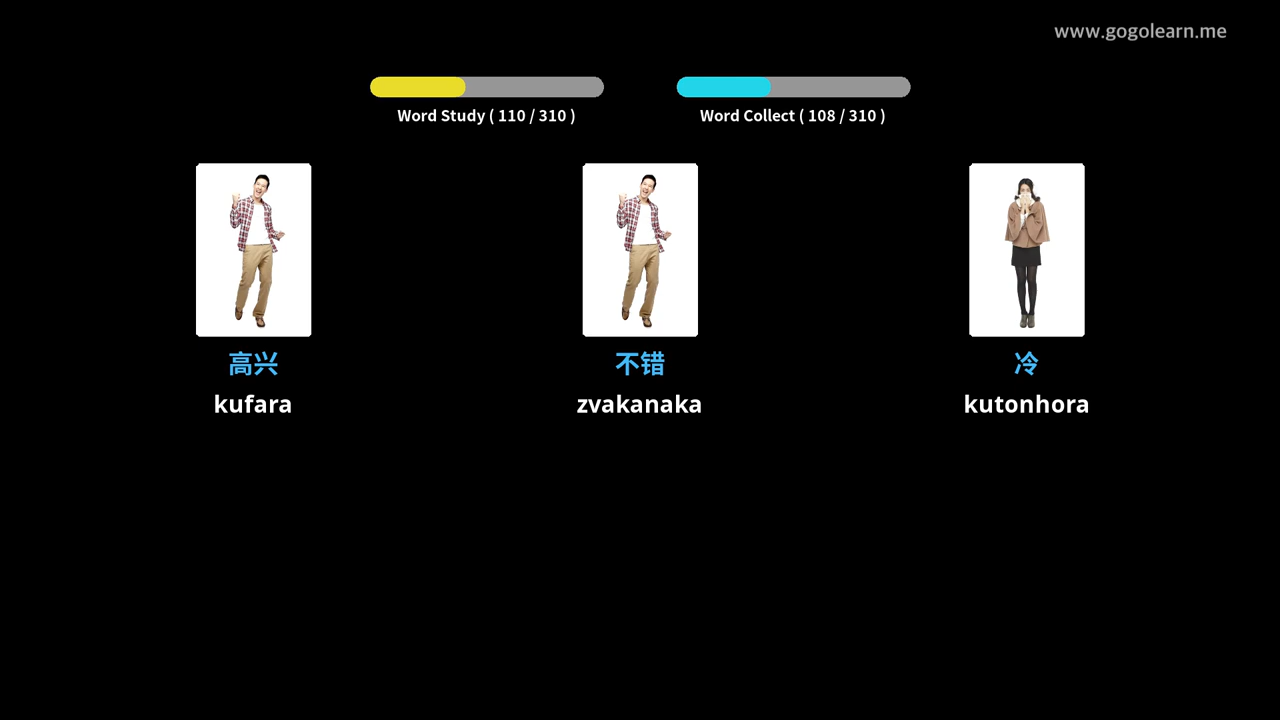 www.gogolearn.me
Word Study ( 110 / 310 )
Word Collect ( 108 / 310 )
高兴
不错
冷
kufara
zvakanaka
kutonhora